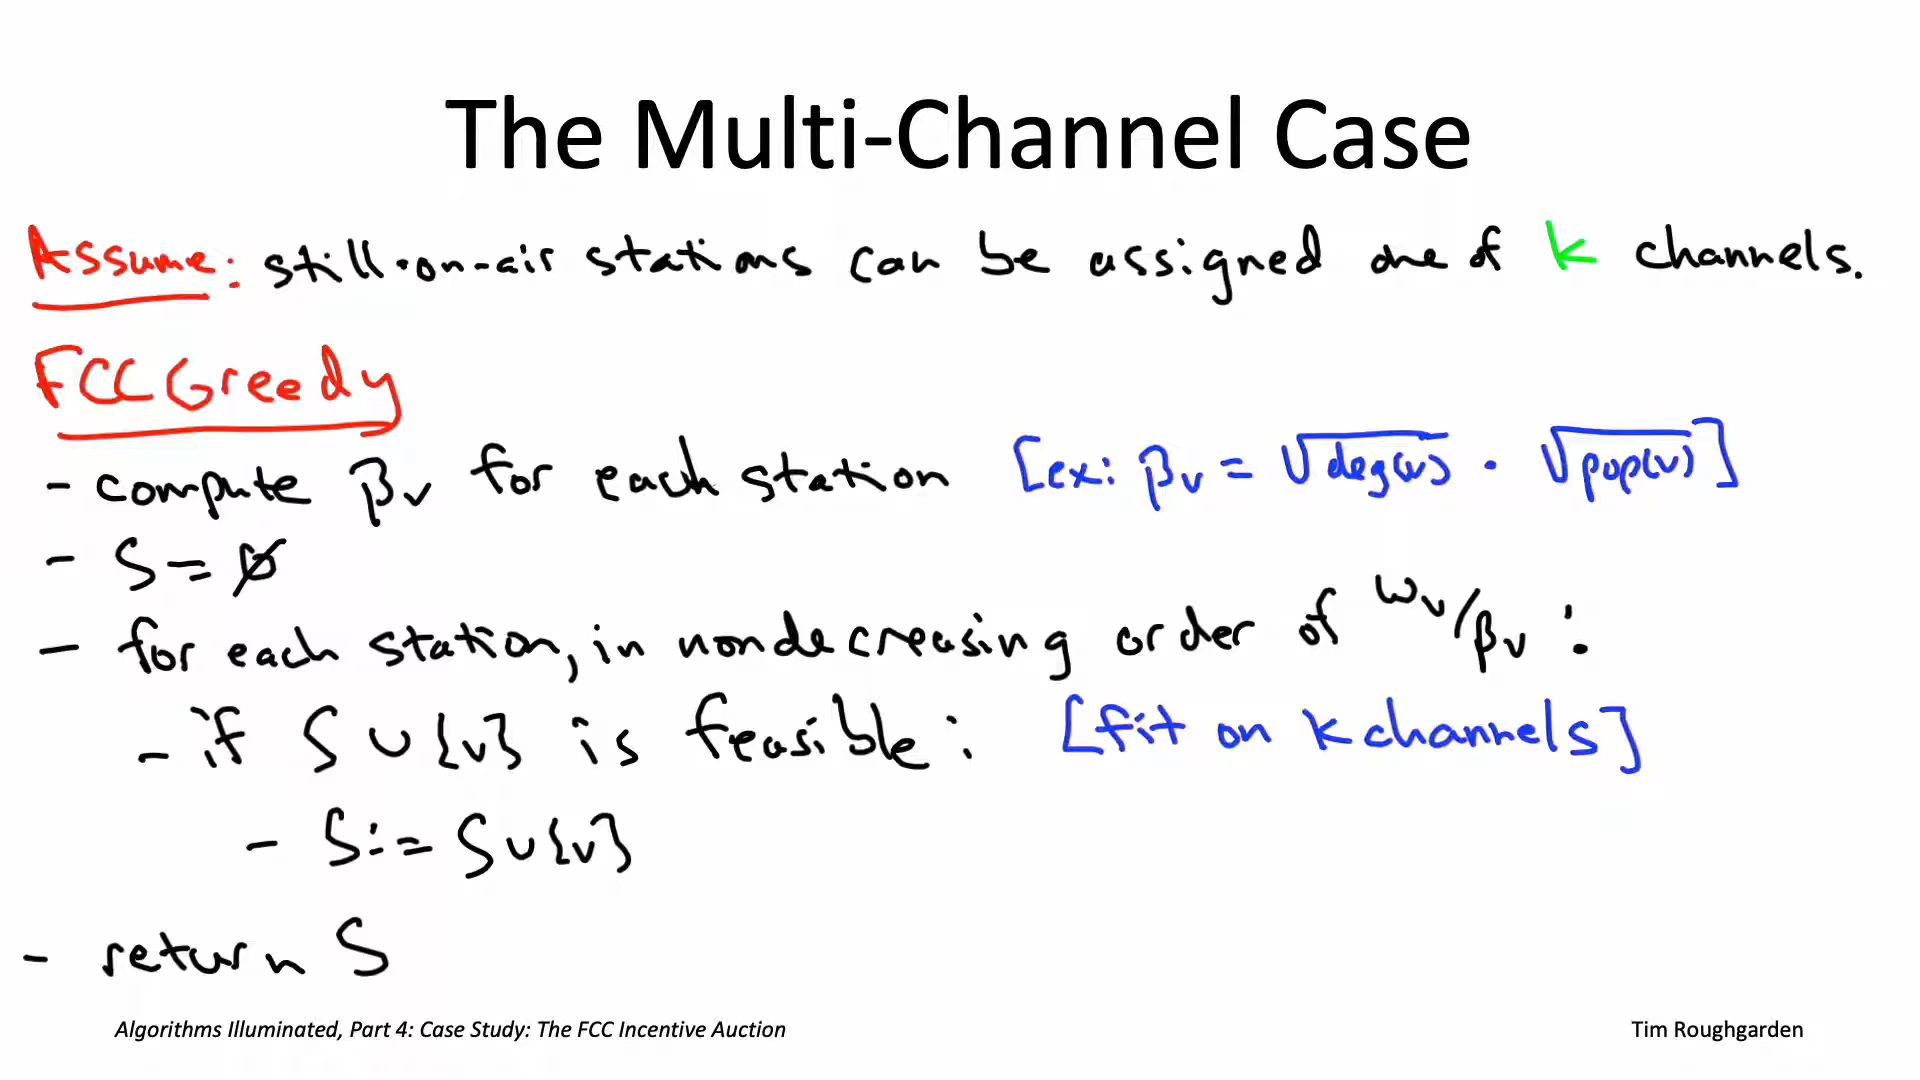 The Multi-Channel Case
Assume: still-on-air stations can be assigned one of k channels.
FCCGreedy
- compute βv for each station [ex: βv = √deg(v) · √pop(v)]
- S = ∅
- for each station, in nondecreasing order of wv/βv :
- if S ∪ {v} is feasible: [fit on k channels]
- S := S ∪ {v}
- return S
Algorithms Illuminated, Part 4: Case Study: The FCC Incentive Auction
Tim Roughgarden